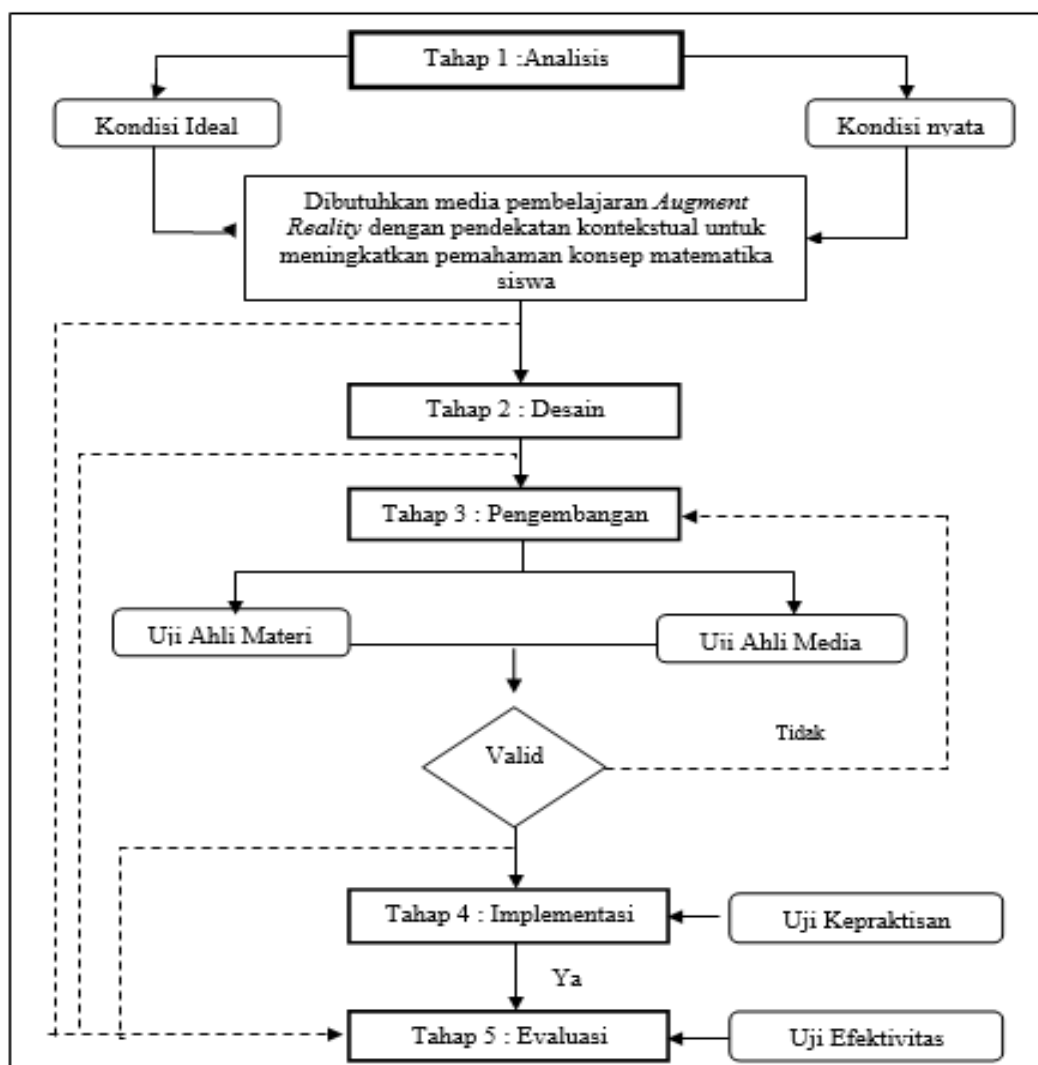 Tahap 1 :Analisis
Kondisi Ideal
Kondisi nyata
Dibutuhkan media pembelajaran Augment
Reality dengan pendekatan kontekstual untuk
meningkatkan pemahaman konsep matematika
siswa
Tahap 2 : Desain
Tahap 3 : Pengembangan
Uji Ahli Materi
Uji Ahli Media
Valid
Tidak
Tahap 4 : Implementasi
Uji Kepraktisan
Ya
Tahap 5 : Evaluasi
Uji Efektivitas